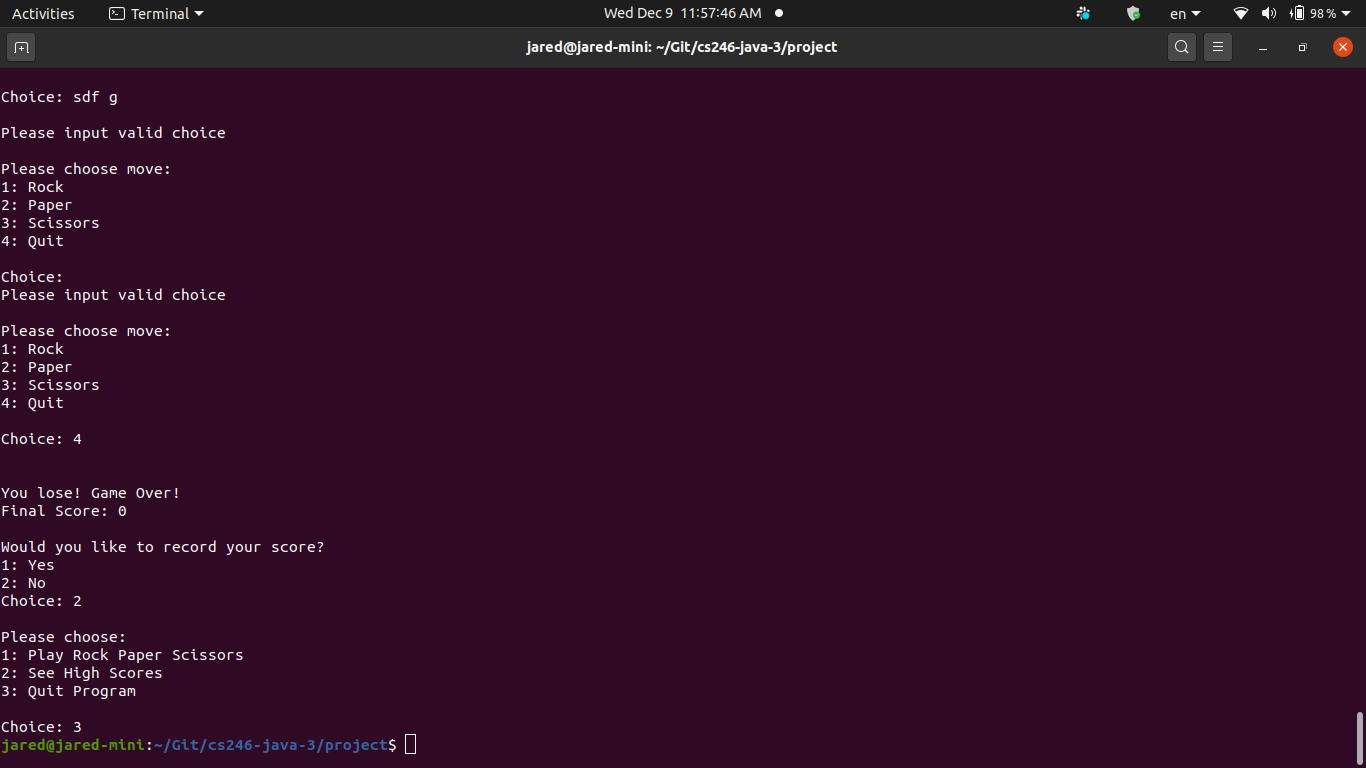 Activities Terminal Wed Dec 9 11:57:46 AM en 98%
jared@jared-mini: ~/Git/cs246-java-3/project
Choice: sdf g
Please input valid choice
Please choose move:
1: Rock
2: Paper
3: Scissors
4: Quit
Choice:
Please input valid choice
Please choose move:
1: Rock
2: Paper
3: Scissors
4: Quit
Choice: 4
You lose! Game Over!
Final Score: 0
Would you like to record your score?
1: Yes
2: No
Choice: 2
Please choose:
1: Play Rock Paper Scissors
2: See High Scores
3: Quit Program
Choice: 3
jared@jared-mini:~/Git/cs246-java-3/project$